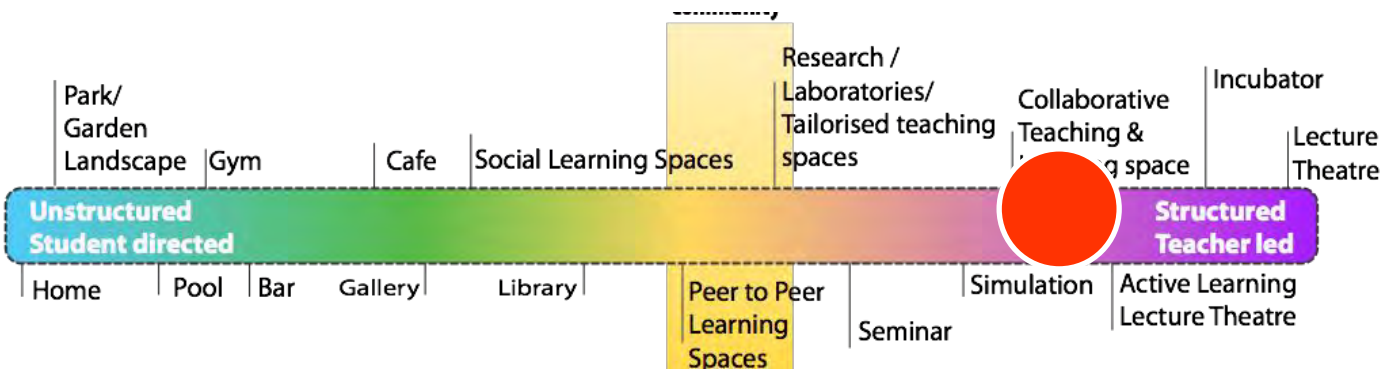 Research /
Laboratories/
Tailorised teaching
spaces
Park/
Garden
Landscape
Gym
Cafe
Social Learning Spaces
Collaborative
Teaching &
space
Incubator
Lecture
Theatre
Unstructured
Student directed
Structured
Teacher led
Home
Pool
Bar
Gallery
Library
Peer to Peer
Learning
Spaces
Seminar
Simulation
Active Learning
Lecture Theatre